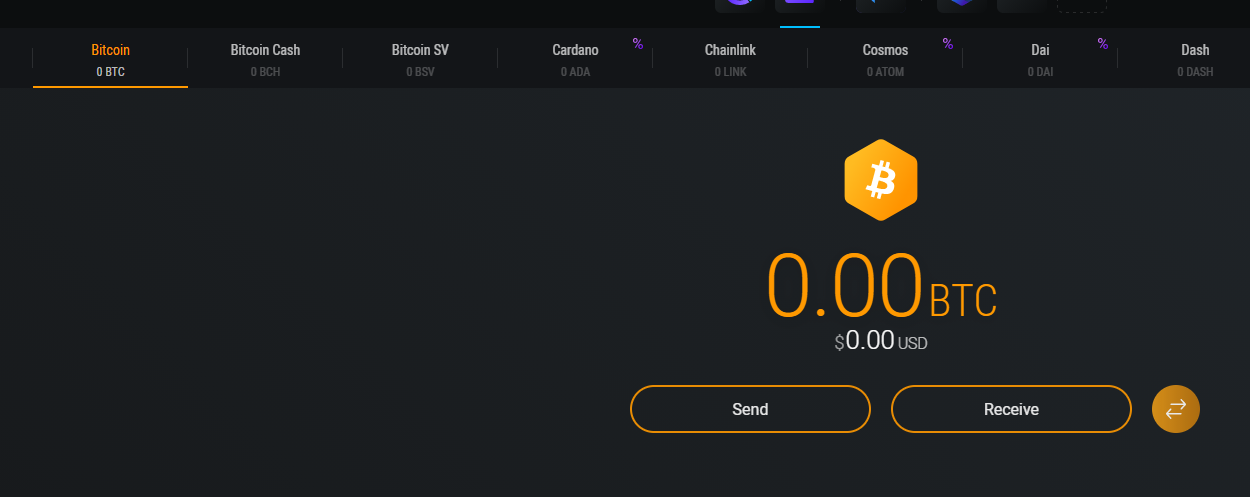 Bitcoin Bitcoin Cash Bitcoin SV Cardano % Chainlink Cosmos % Dai % Dash
0 BTC 0 BCH 0 BSV 0 ADA 0 LINK 0 ATOM 0 DAI 0 DASH
0.00 BTC
$0.00 USD
Send Receive